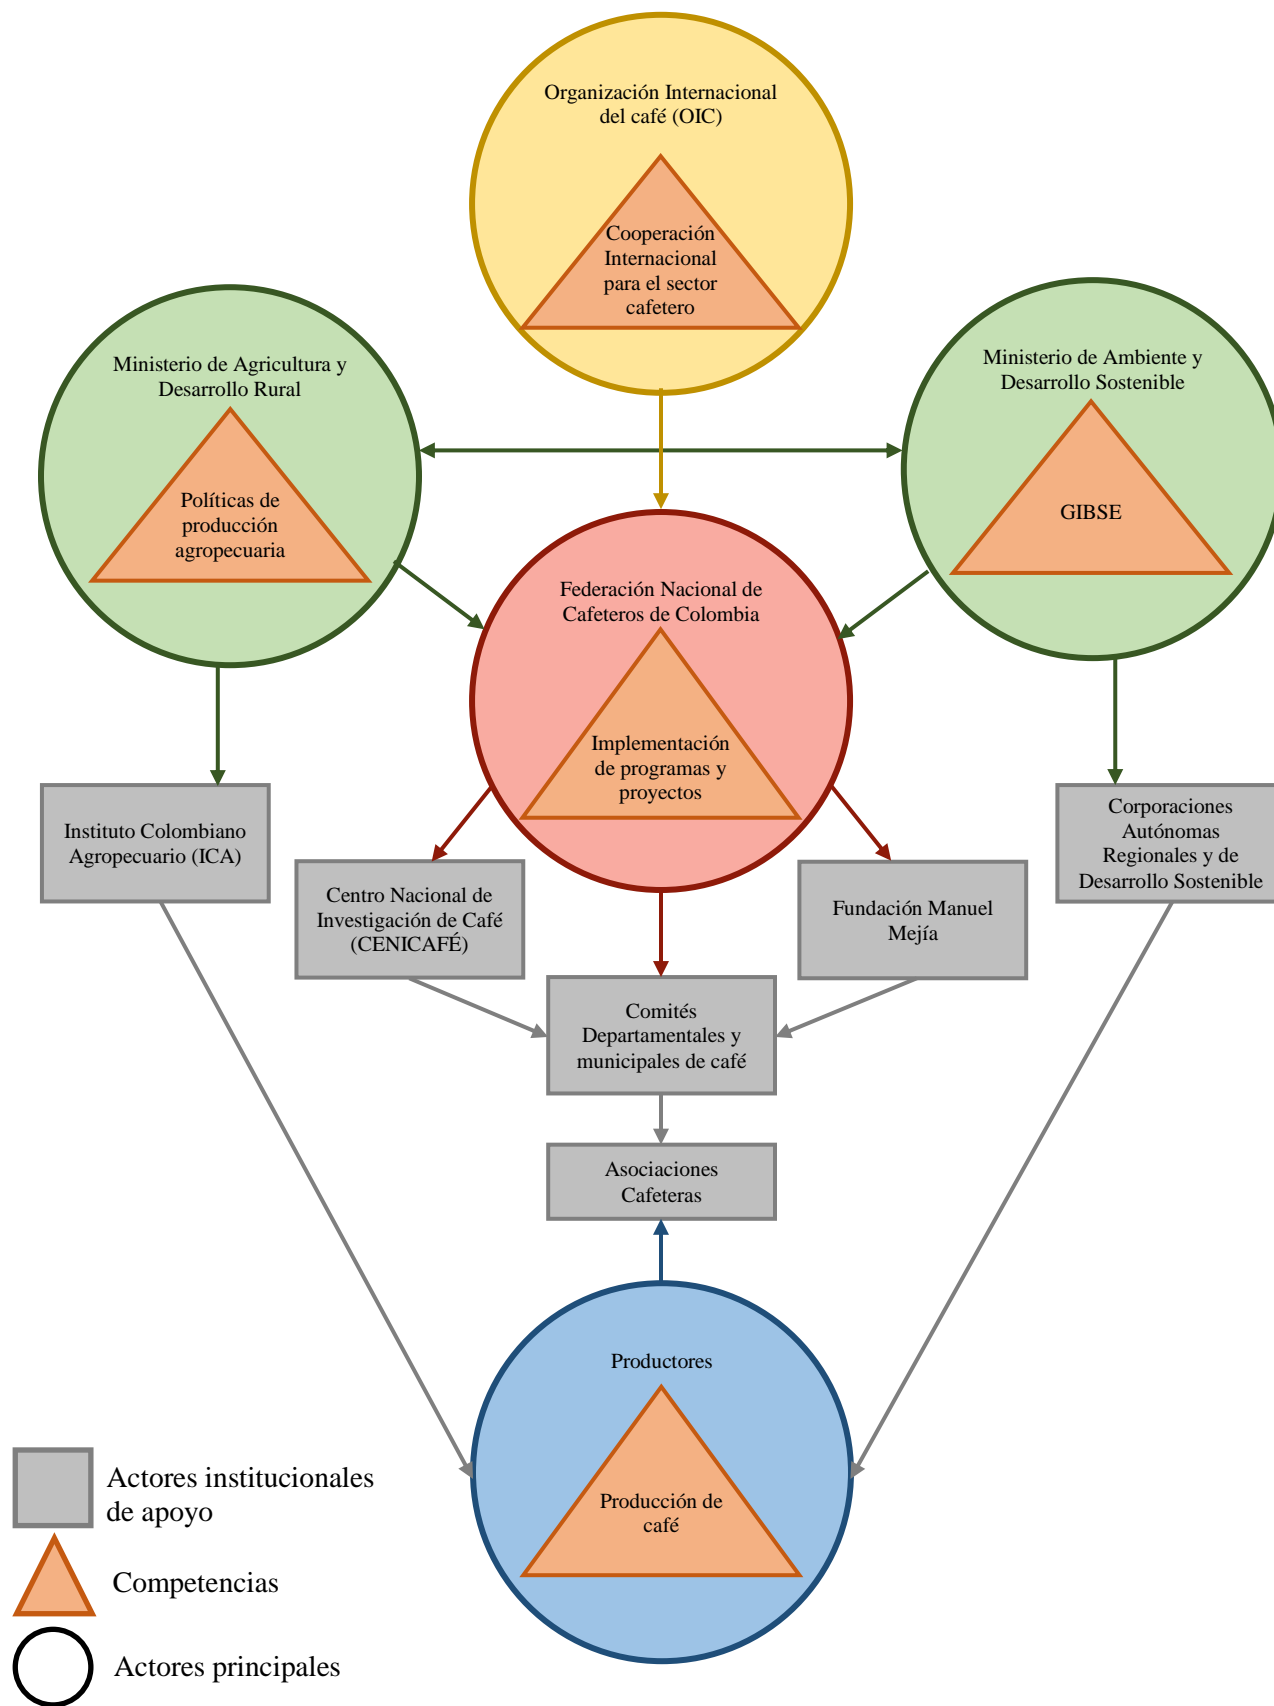 Organización Internacional
del café (OIC)
Cooperación
Internacional
para el sector
cafetero
Ministerio de Agricultura y
Desarrollo Rural
Políticas de
producción
agropecuaria
Ministerio de Ambiente y
Desarrollo Sostenible
GIBSE
Federación Nacional de
Cafeteros de Colombia
Implementación
de programas y
proyectos
Instituto Colombiano
Agropecuario (ICA)
Centro Nacional de
Investigación de Café
(CENICAFÉ)
Fundación Manuel
Mejía
Corporaciones
Autónomas
Regionales y de
Desarrollo Sostenible
Comités
Departamentales y
municipales de café
Asociaciones
Cafeteras
Productores
Producción de
café
Actores institucionales
de apoyo
Competencias
Actores principales